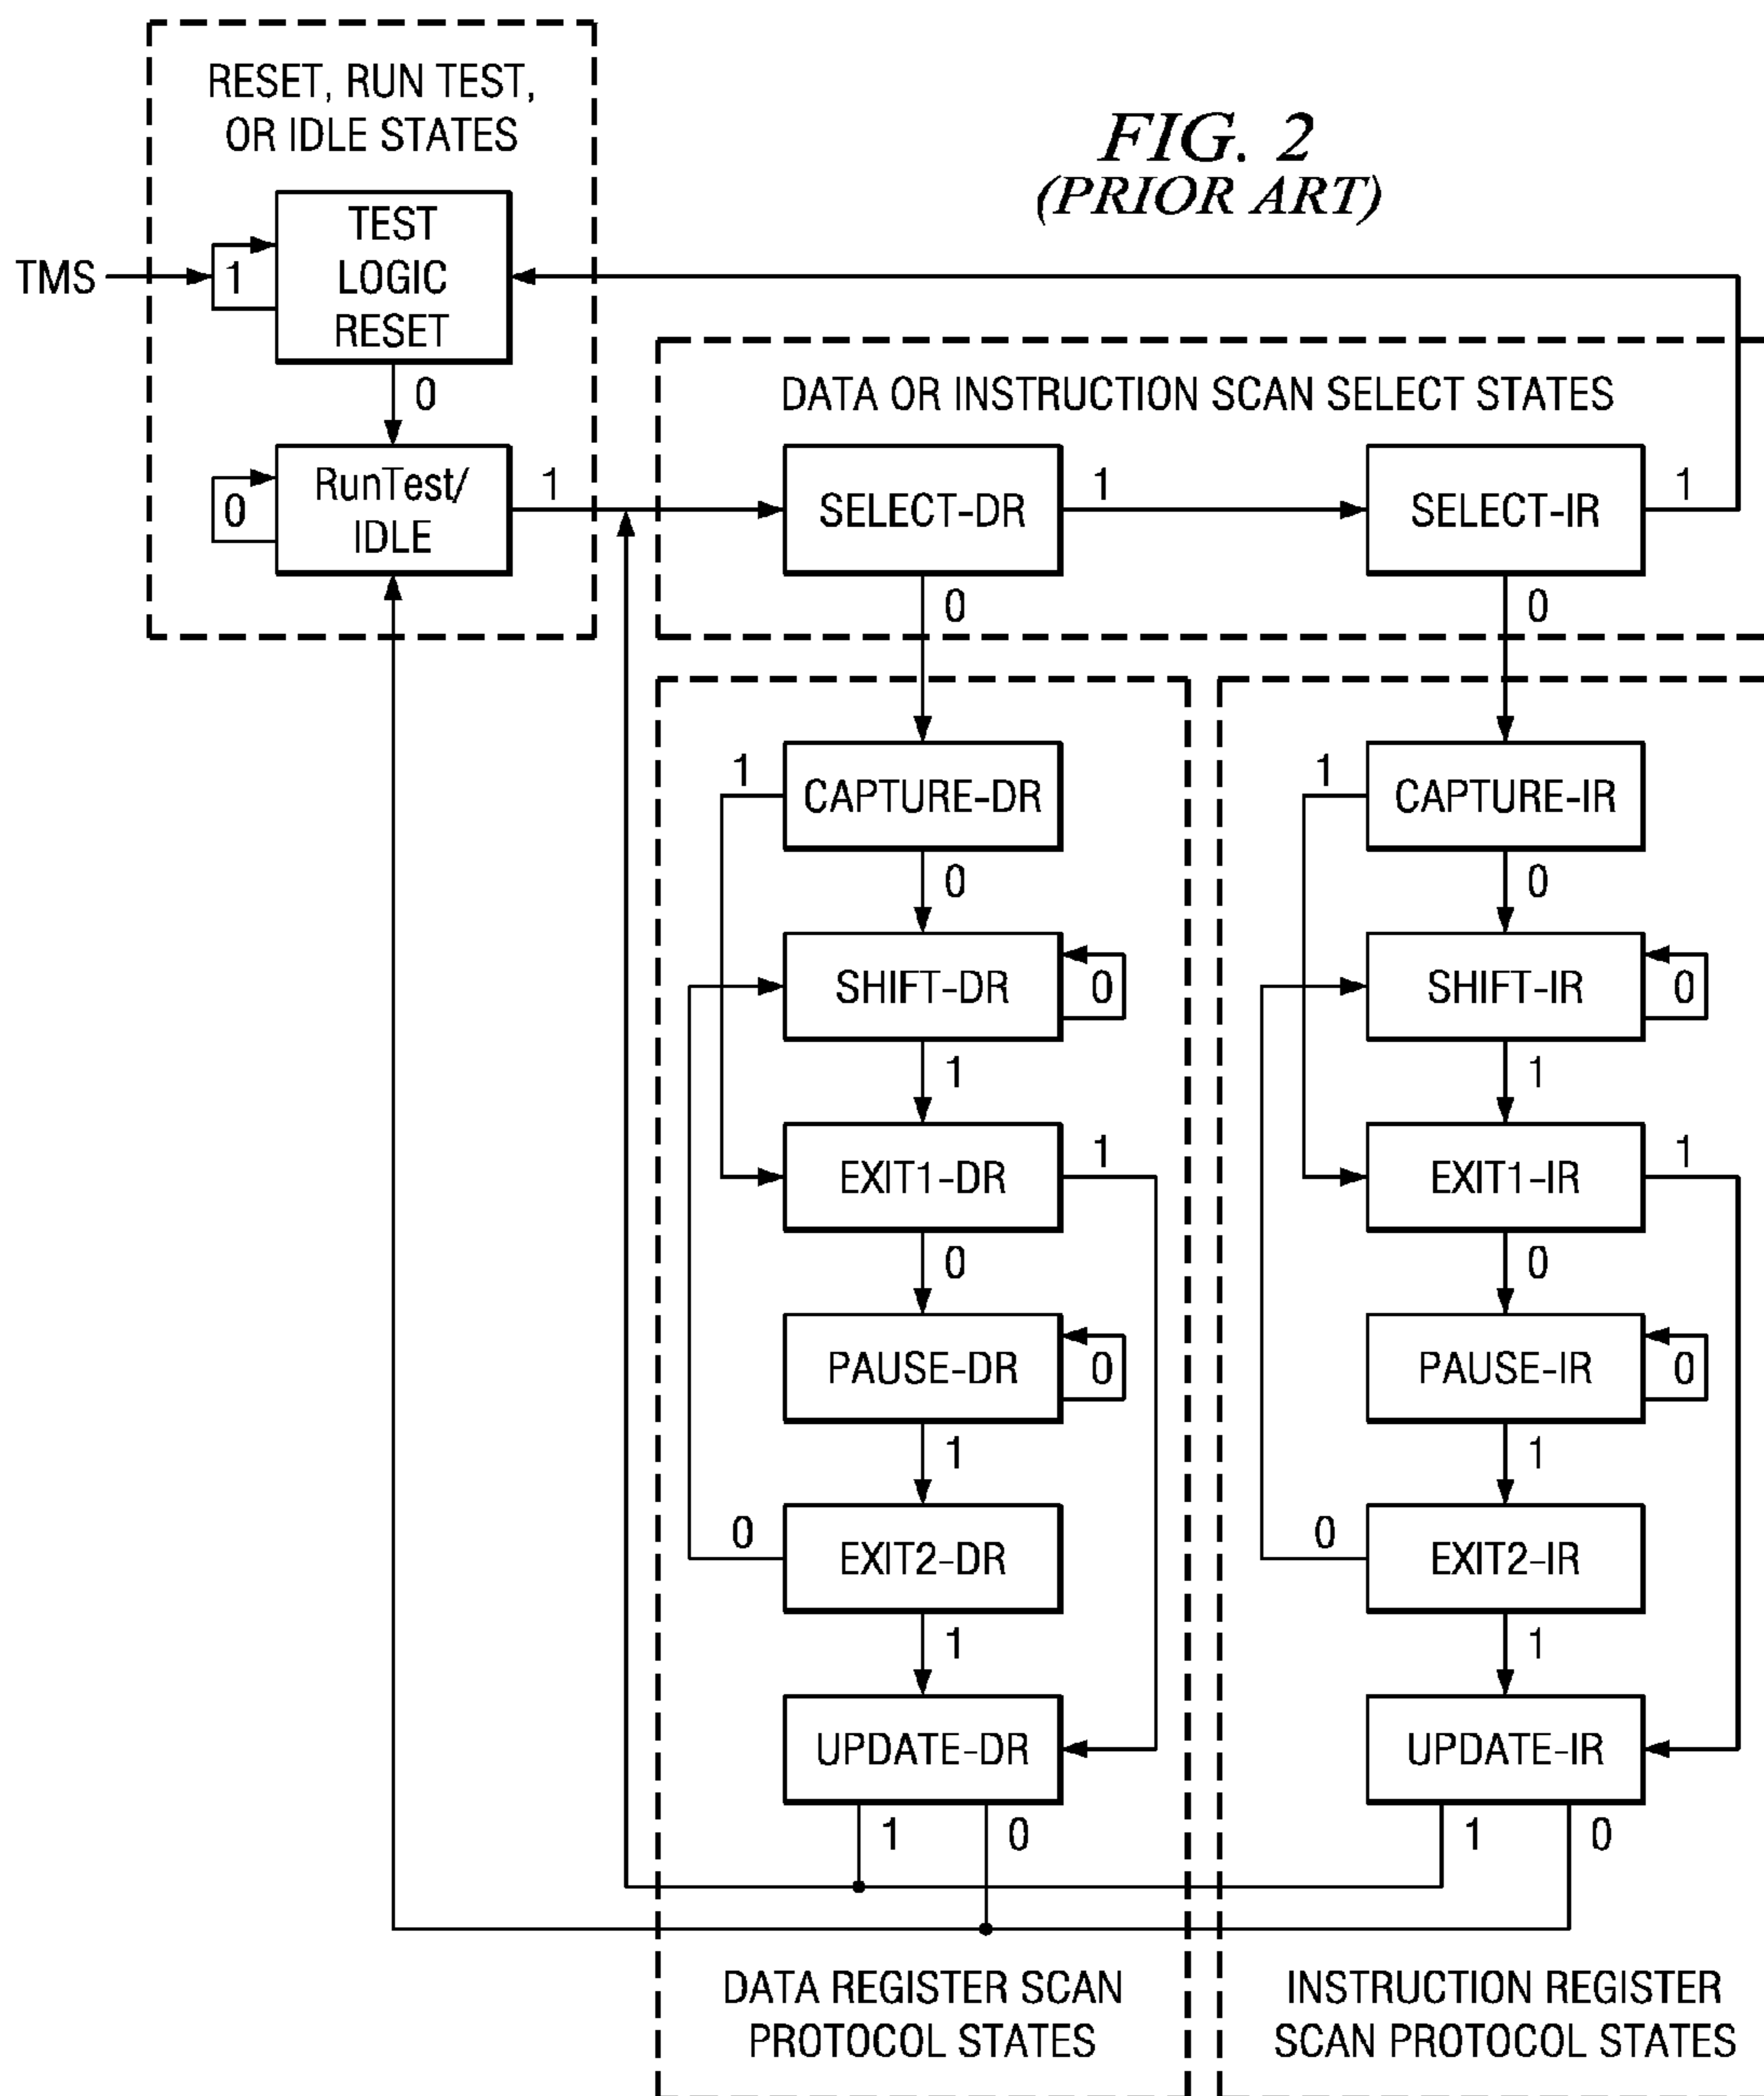 RESET, RUN TEST,
OR IDLE STATES
FIG. 2
(PRIOR ART)
TEST
LOGIC
RESET
TMS
1
0
DATA OR INSTRUCTION SCAN SELECT STATES
RunTest/
IDLE
0
1
SELECT-DR
1
SELECT-IR
1
0
0
CAPTURE-DR
1
0
SHIFT-DR
0
1
EXIT1-DR
1
0
PAUSE-DR
0
1
EXIT2-DR
0
1
UPDATE-DR
1
0
DATA REGISTER SCAN
PROTOCOL STATES
CAPTURE-IR
1
0
SHIFT-IR
0
1
EXIT1-IR
1
0
PAUSE-IR
0
1
EXIT2-IR
0
1
UPDATE-IR
1
0
INSTRUCTION REGISTER
SCAN PROTOCOL STATES